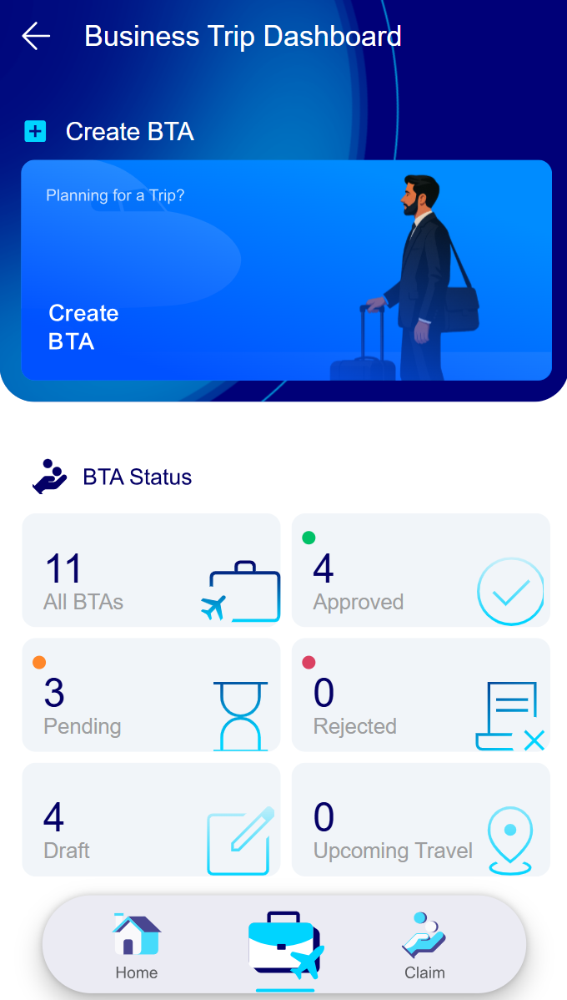 Business Trip Dashboard
Create BTA
Planning for a Trip?
Create
BTA
BTA Status
11
All BTAs
4
Approved
3
Pending
0
Rejected
4
Draft
0
Upcoming Travel
Home
Claim